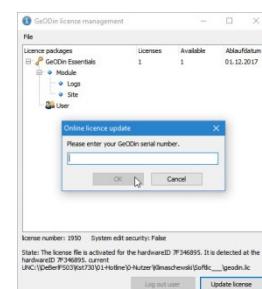 GeODin license management
File
Licence packages Licenses Available Ablaufdatum
GeODin Essentials 1 1 01.12.2017
Module
Logs
Site
User
Online licence update
Please enter your GeODin serial number.
OK Cancel
license number: 1950 System edit security: False
State: The license file is activated for the hardwareID 7F346895. It is detected at the
hardwareID 7F346895. current
Log out user Update license